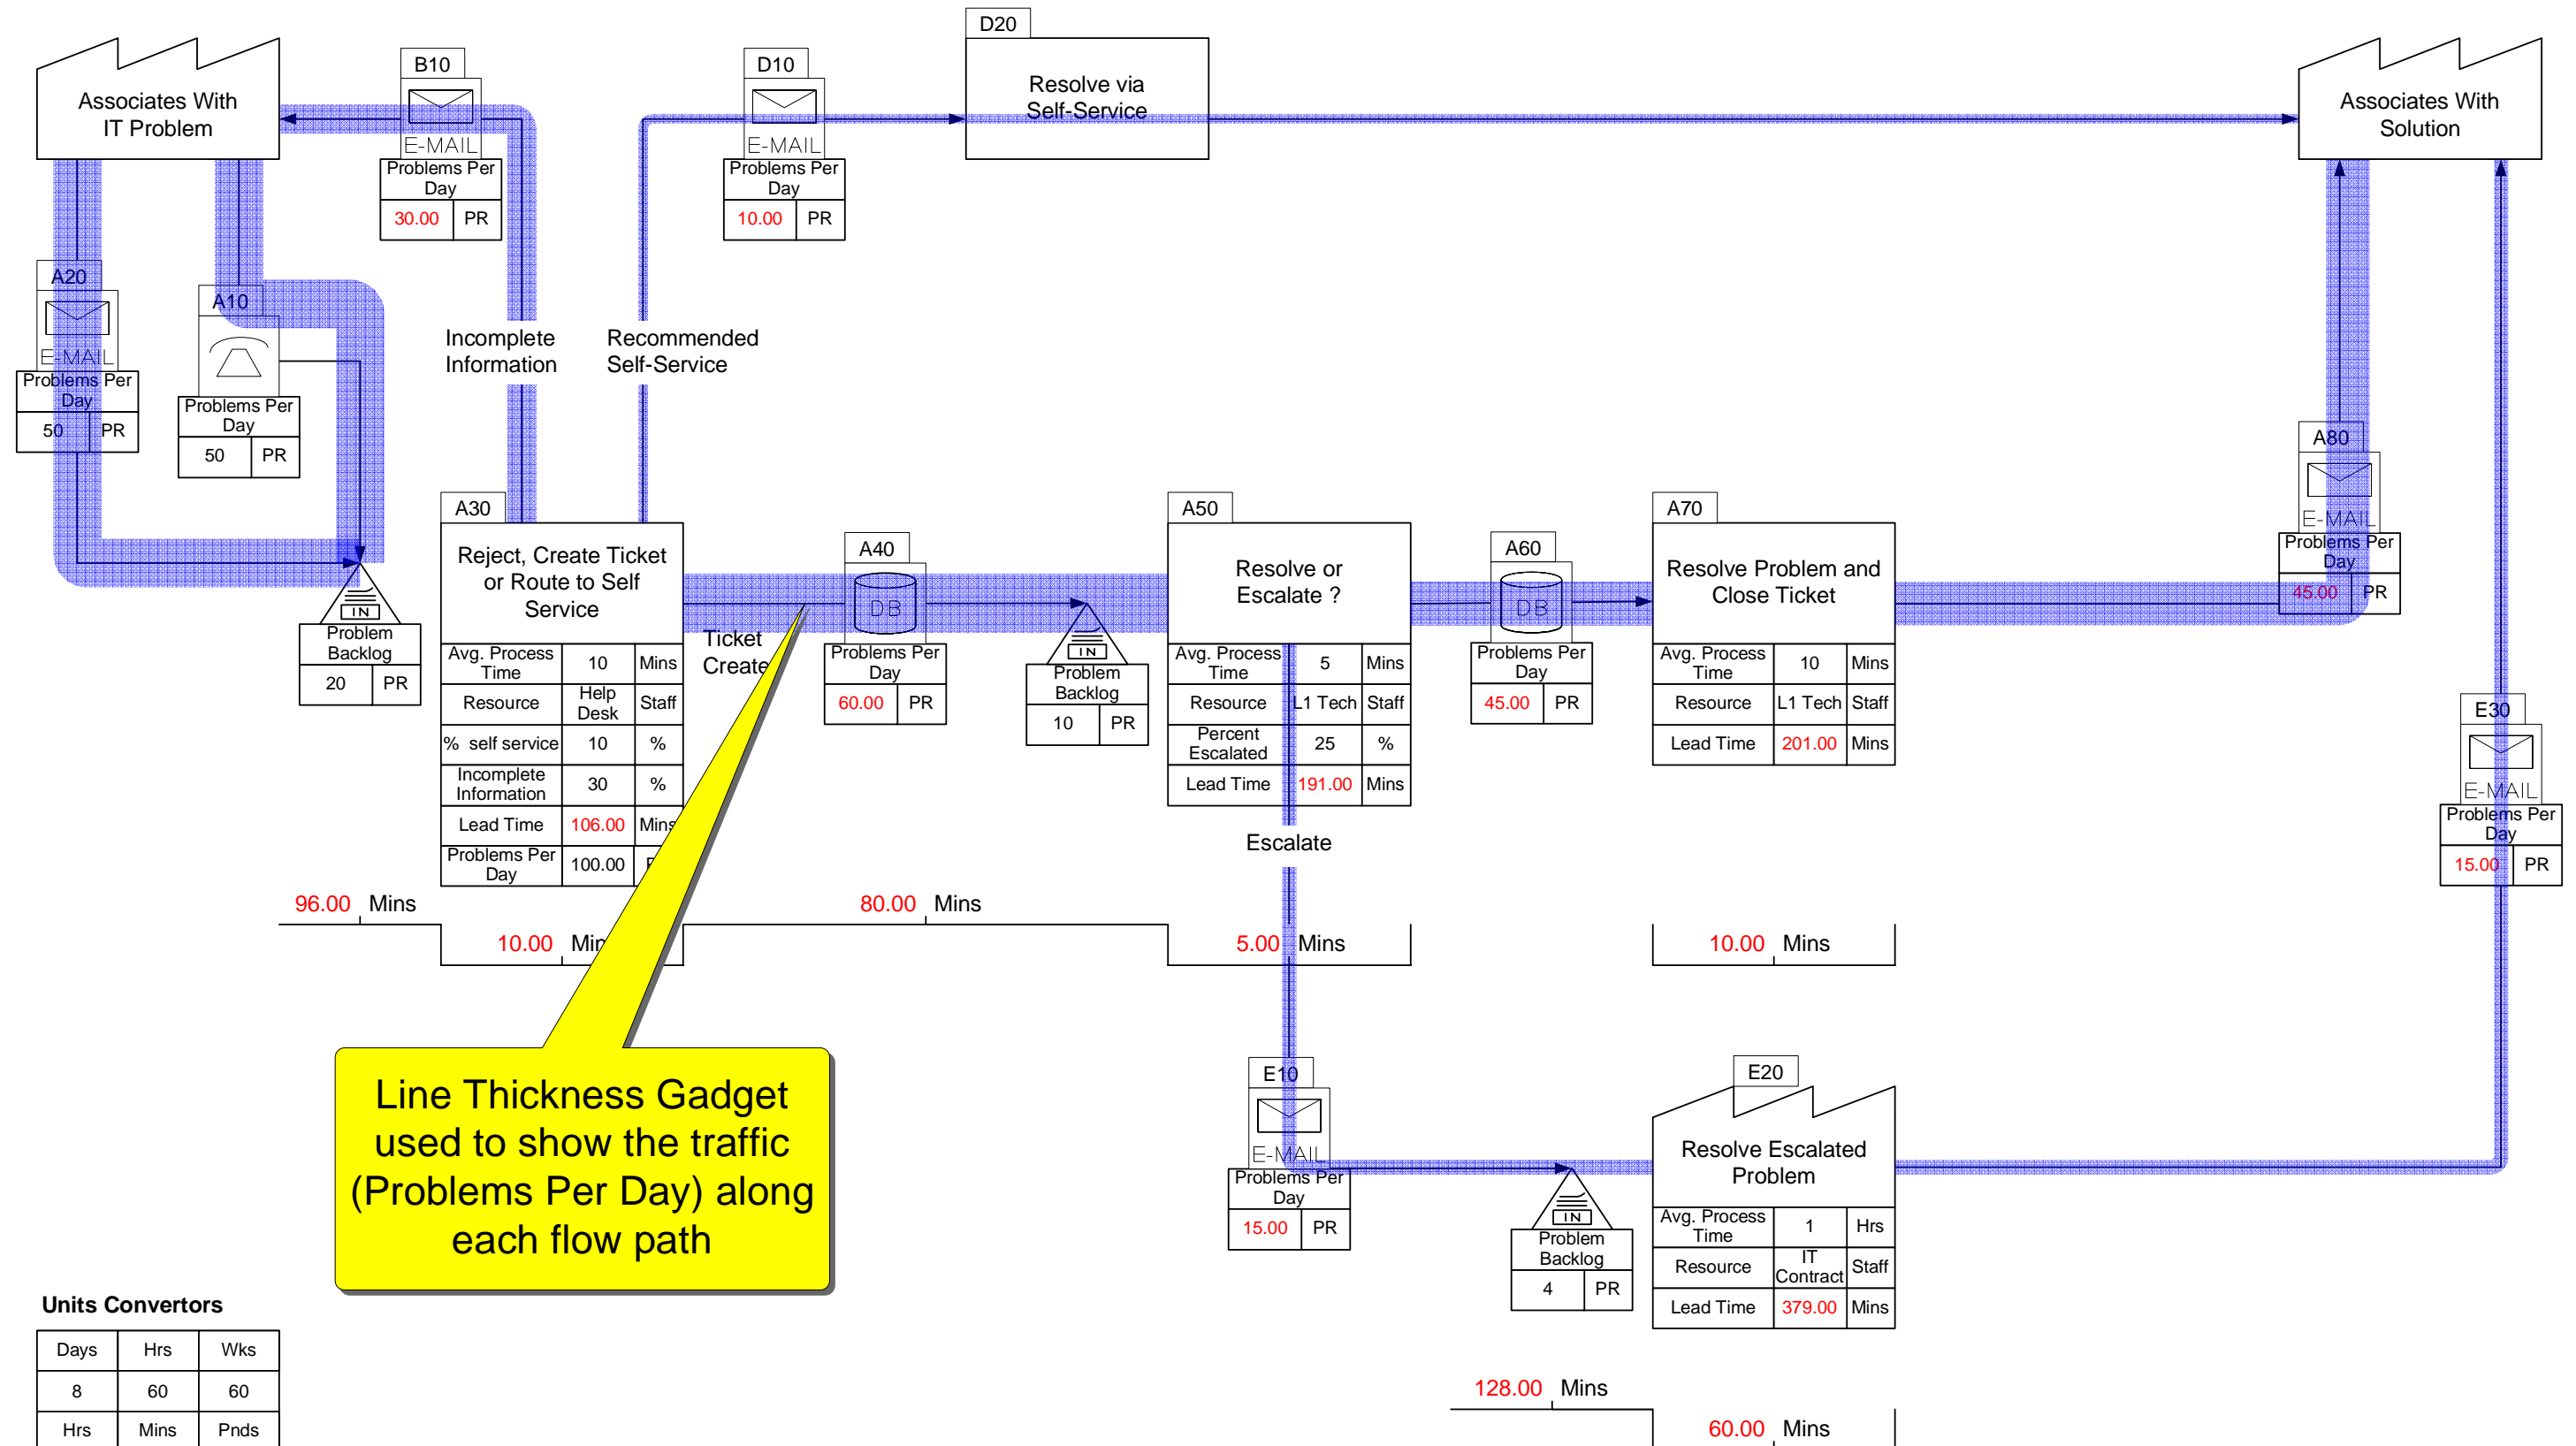 D20
Resolve via
Self-Service
Associates With
IT Problem
B10
E-MAIL
Problems Per
Day
30.00 PR
D10
E-MAIL
Problems Per
Day
10.00 PR
Associates With
Solution
A20
E-MAIL
Problems Per
Day
50 PR
A10
Problems Per
Day
50 PR
Incomplete
Information
Recommended
Self-Service
IN
Problem
Backlog
20 PR
A30
Reject, Create Ticket
or Route to Self
Service
Avg. Process
Time
10 Mins
Resource
Help
Desk
Staff
% self service 10 %
Incomplete
Information
30 %
Lead Time 106.00 Mins
Problems Per
Day
100.00
Ticket
Create
A40
DB
Problems Per
Day
60.00 PR
IN
Problem
Backlog
10 PR
A50
Resolve or
Escalate ?
Avg. Process
Time
5 Mins
Resource L1 Tech Staff
Percent
Escalated
25 %
Lead Time 191.00 Mins
Escalate
A60
DB
Problems Per
Day
45.00 PR
A70
Resolve Problem and
Close Ticket
Avg. Process
Time
10 Mins
Resource L1 Tech Staff
Lead Time 201.00 Mins
A80
E-MAIL
Problems Per
Day
45.00 PR
E30
E-MAIL
Problems Per
Day
15.00 PR
96.00 Mins
10.00
80.00 Mins
5.00 Mins
10.00 Mins
Line Thickness Gadget
used to show the traffic
(Problems Per Day) along
each flow path
E10
E-MAIL
Problems Per
Day
15.00 PR
IN
Problem
Backlog
4 PR
E20
Resolve Escalated
Problem
Avg. Process
Time
1 Hrs
Resource
IT
Contract
Staff
Lead Time 379.00 Mins
128.00 Mins
60.00 Mins
Units Convertors
Days Hrs Wks
8 60 60
Hrs Mins Pnds